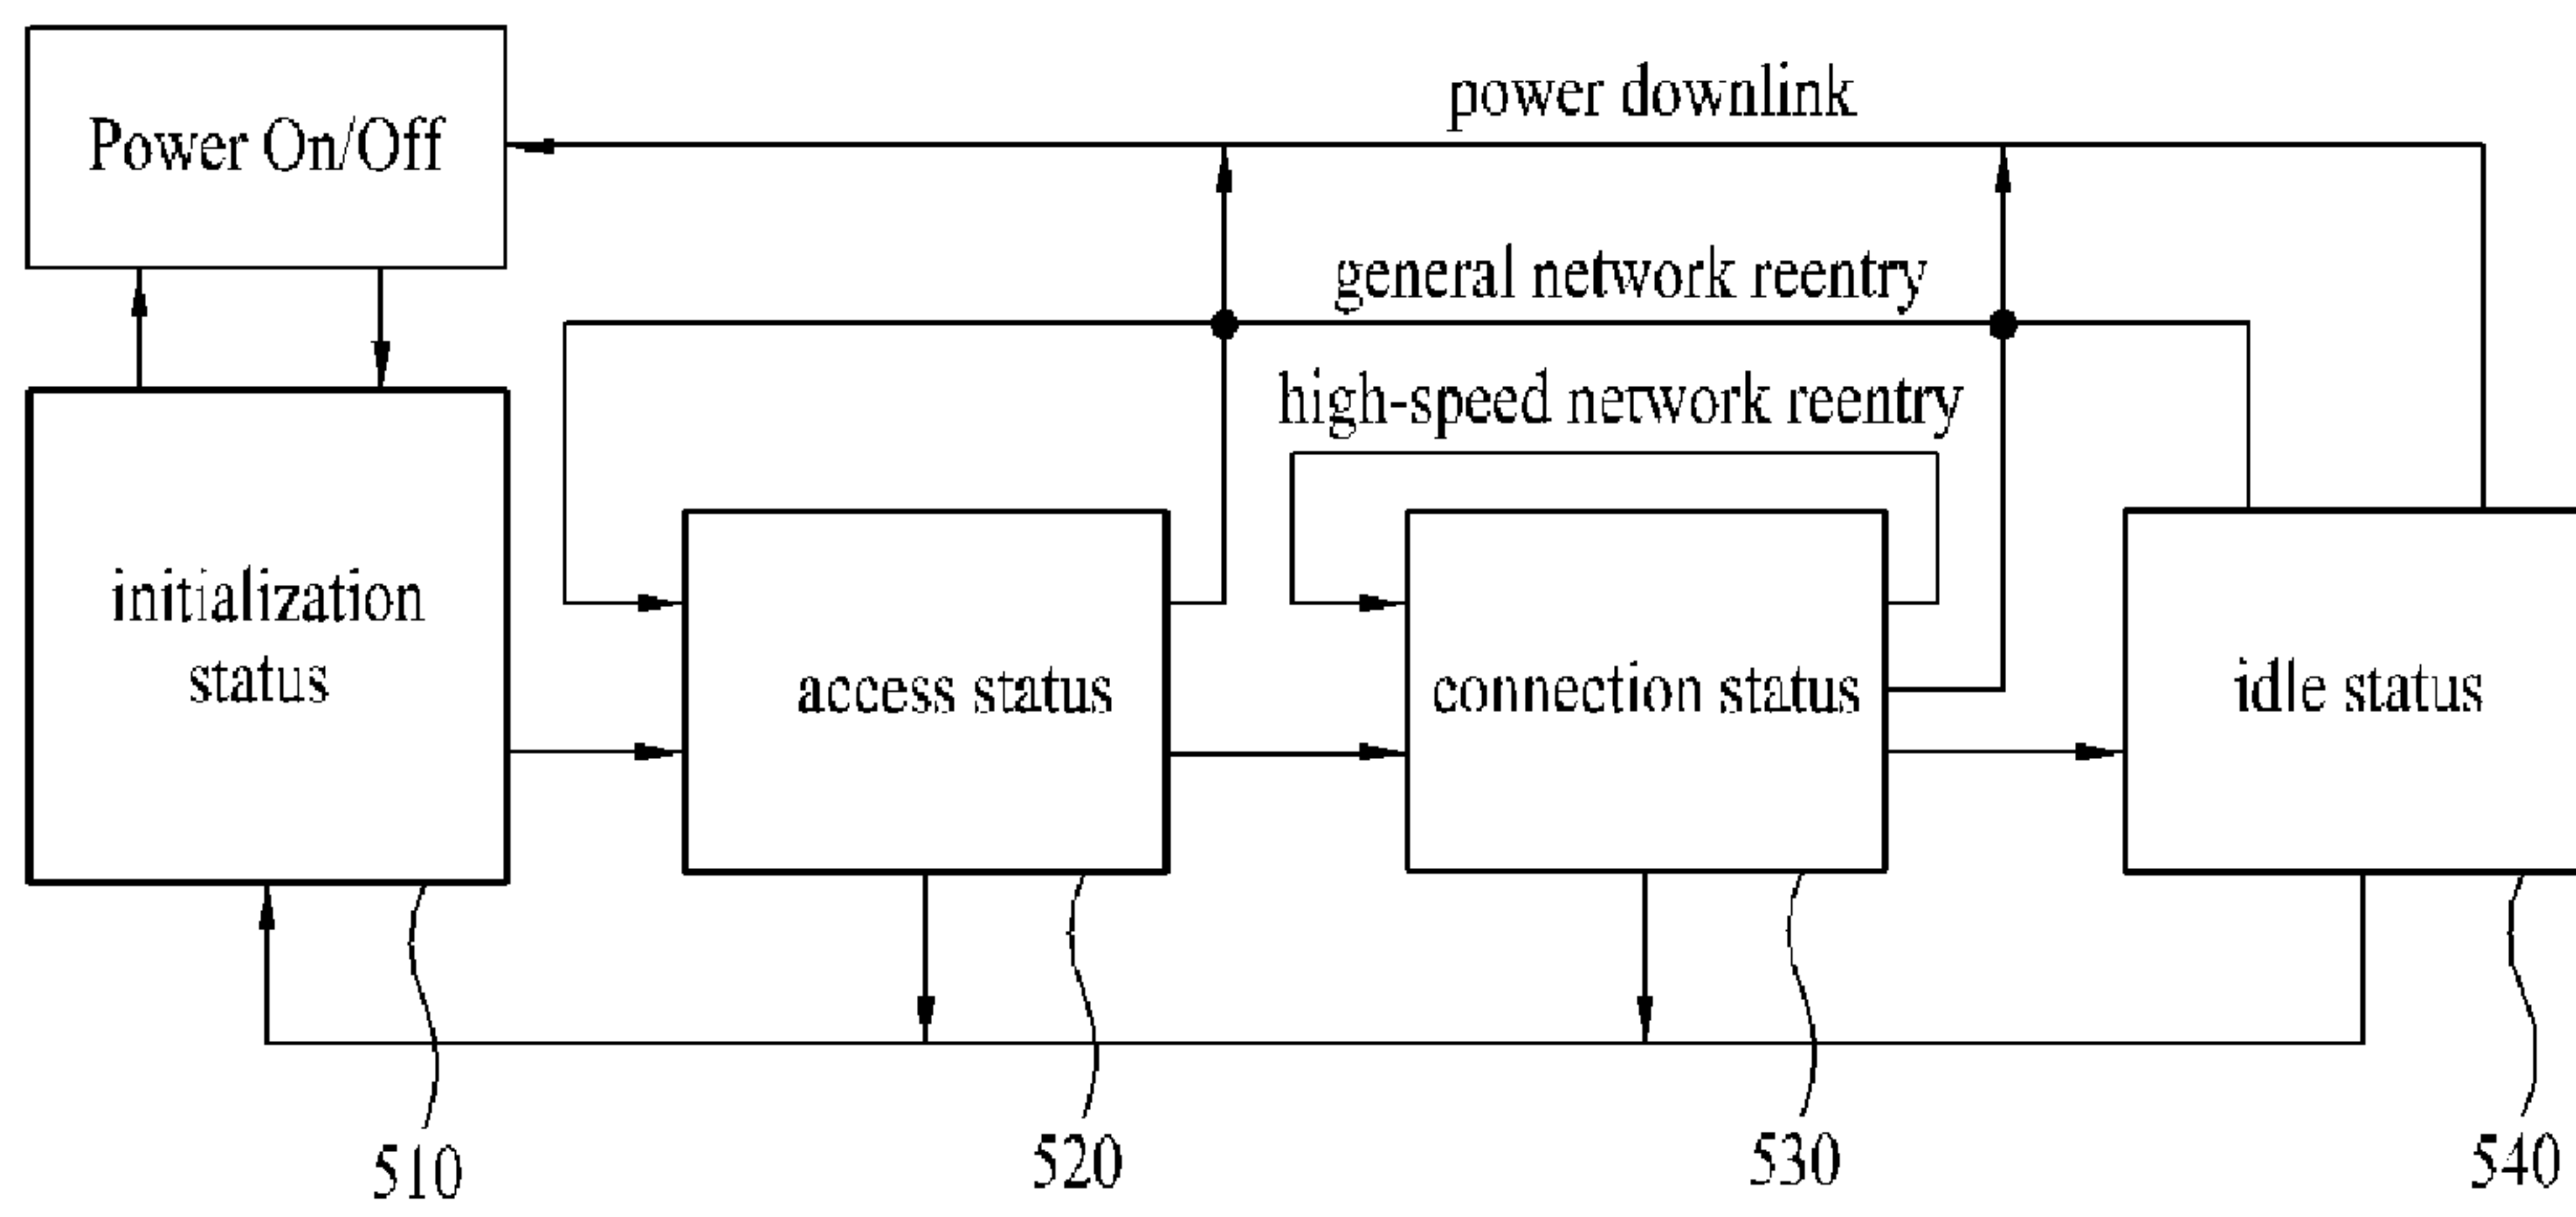 Power On/Off
power downlink
general network reentry
high-speed network reentry
initialization
status
access status
connection status
idle status
510
520
530
540